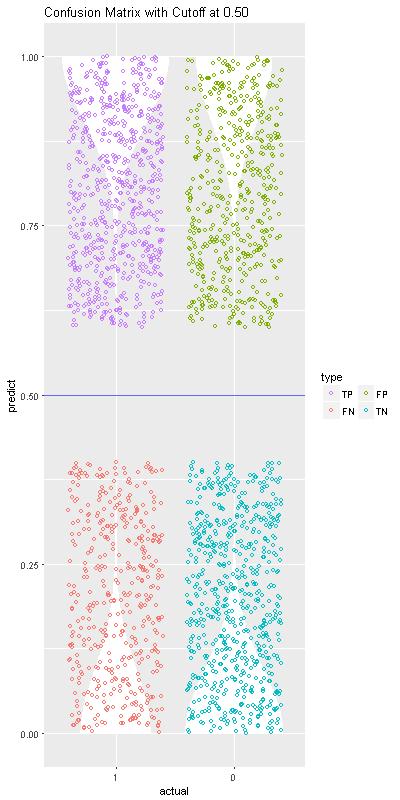 Confusion Matrix with Cutoff at 0.50
1.00
0.75
0.50
0.25
0.00
predict
1 0
actual
type
TP FP
FN TN